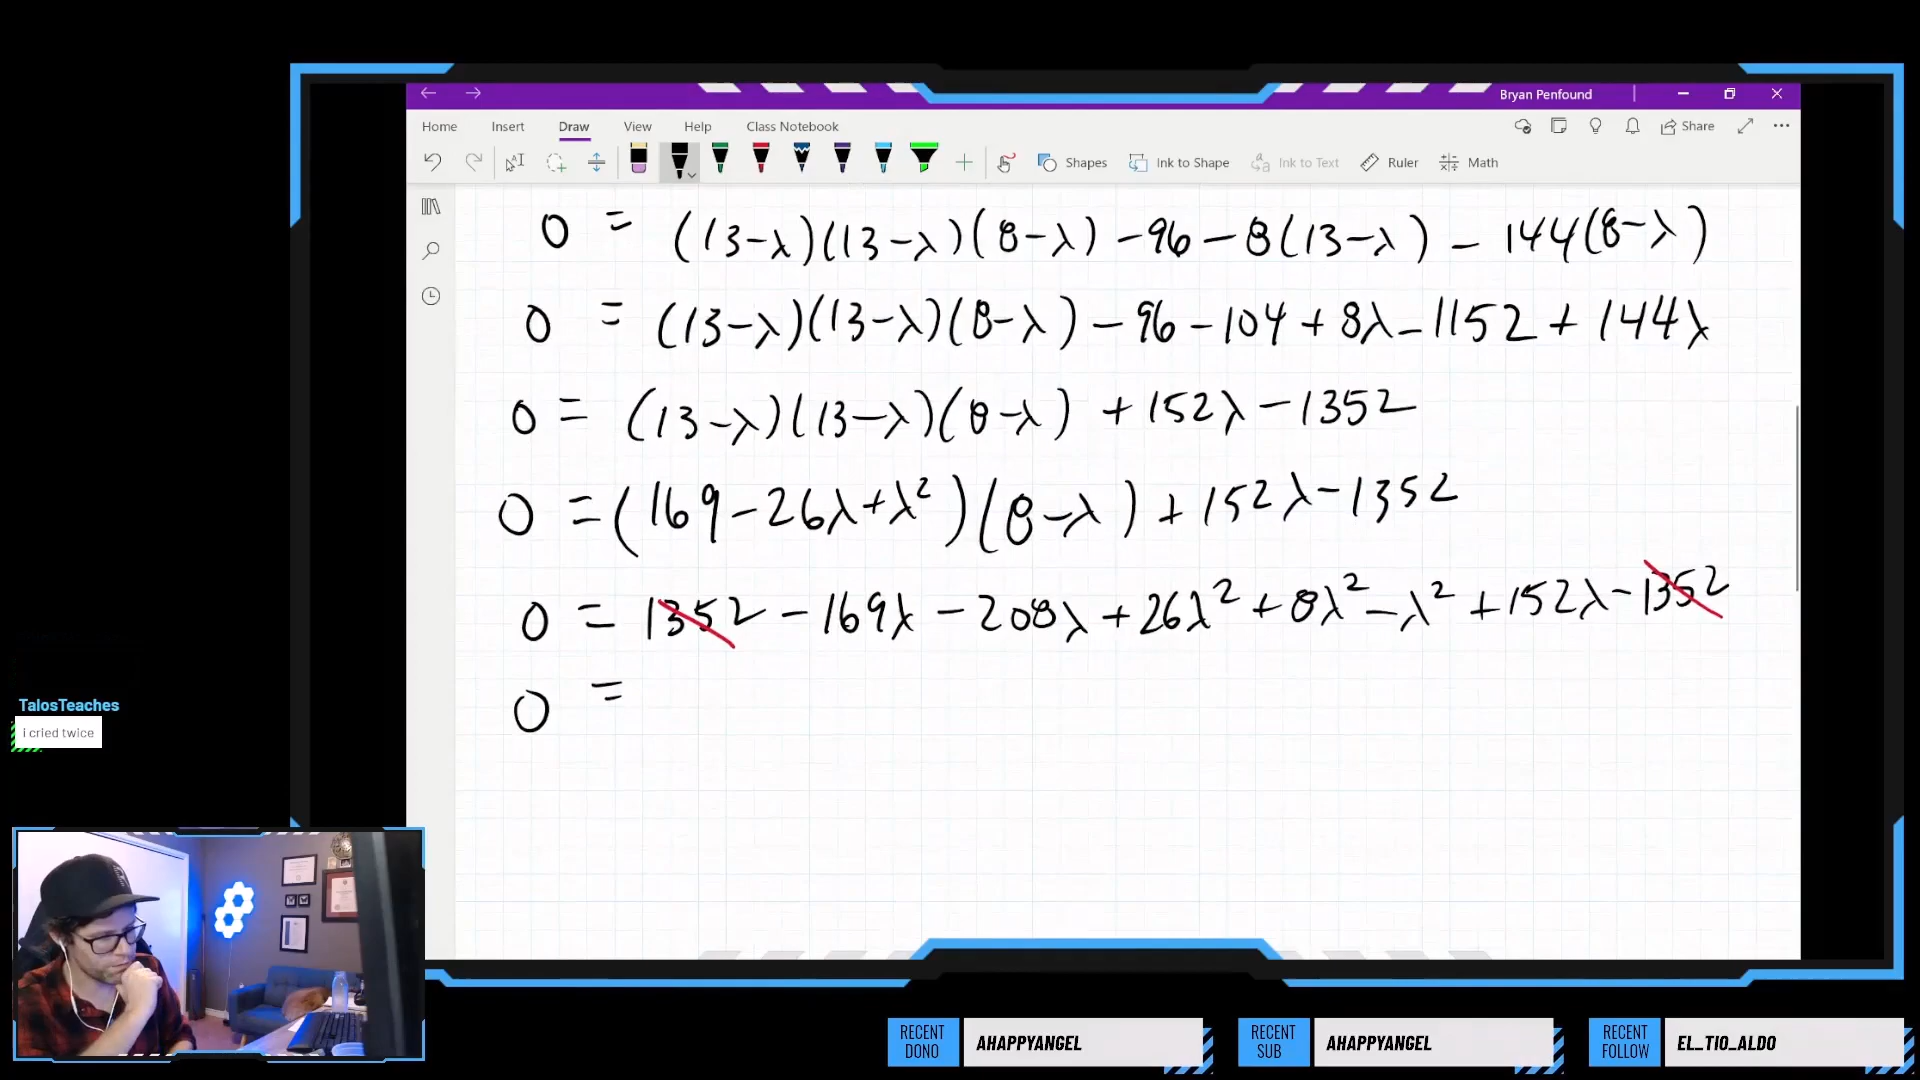 Bryan Penfound
Home Insert Draw View Help Class Notebook
Share
Shapes Ink to Shape Ink to Text Ruler Math
0 = (13-λ)(13-λ)(8-λ) -96 - 8(13-λ) - 144(8-λ)
0 = (13-λ)(13-λ)(8-λ) - 96 - 104 + 8λ - 1152 + 144λ
0 = (13-λ)(13-λ)(8-λ) + 152λ - 1352
0 = (169 - 26λ + λ²)(8-λ) + 152λ - 1352
0 = 1352 - 169λ - 208λ + 26λ² + 8λ² - λ² + 152λ - 1352
0 =
TalosTeaches
i cried twice
RECENT DONO AHAPPYANGEL
RECENT SUB AHAPPYANGEL
RECENT FOLLOW EL_TIO_ALDO